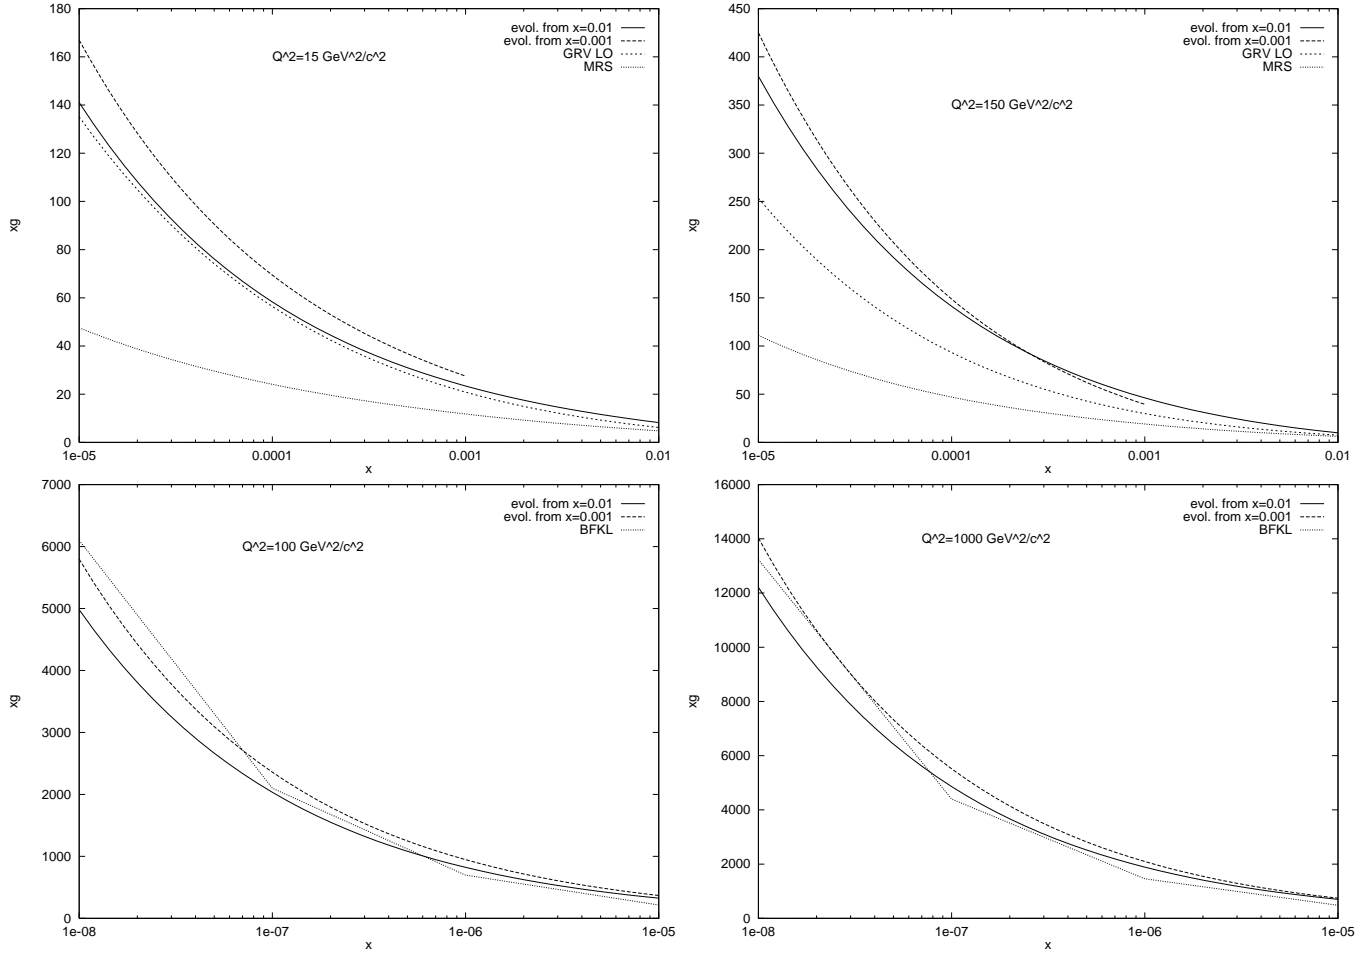 180
160
140
120
100
80
60
40
20
0
xg
evol. from x=0.01
evol. from x=0.001
GRV LO
MRS
Q^2=15 GeV^2/c^2
1e-05 0.0001 0.001 0.01
x
450
400
350
300
250
200
150
100
50
0
xg
evol. from x=0.01
evol. from x=0.001
GRV LO
MRS
Q^2=150 GeV^2/c^2
1e-05 0.0001 0.001 0.01
x
7000
6000
5000
4000
3000
2000
1000
0
xg
evol. from x=0.01
evol. from x=0.001
BFKL
Q^2=100 GeV^2/c^2
1e-08 1e-07 1e-06 1e-05
x
16000
14000
12000
10000
8000
6000
4000
2000
0
xg
evol. from x=0.01
evol. from x=0.001
BFKL
Q^2=1000 GeV^2/c^2
1e-08 1e-07 1e-06 1e-05
x